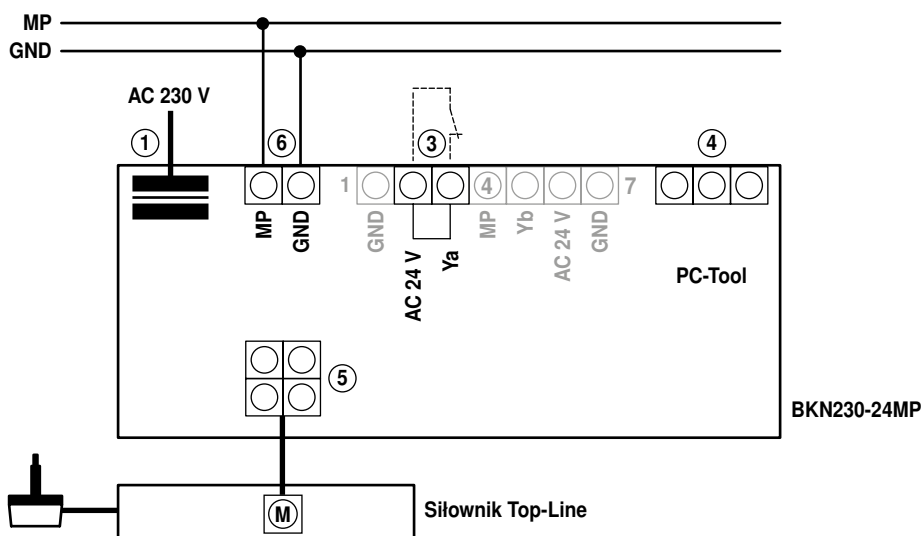 MP
GND
AC 230 V
1
6
3
4
1
4
7
MP
GND
GND
AC 24 V
Ya
MP
Yb
AC 24 V
GND
PC-Tool
5
BKN230-24MP
M
Siłownik Top-Line